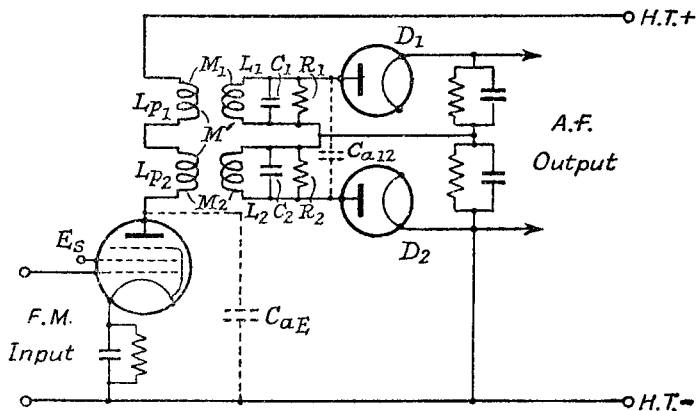 H.T.+
M1 L1 C1 R1 D1
Lp1
M
A.F.
Output
Ca12
Lp2
M2 L2 C2 R2
D2
Es
F.M.
Input
CaE
H.T.-